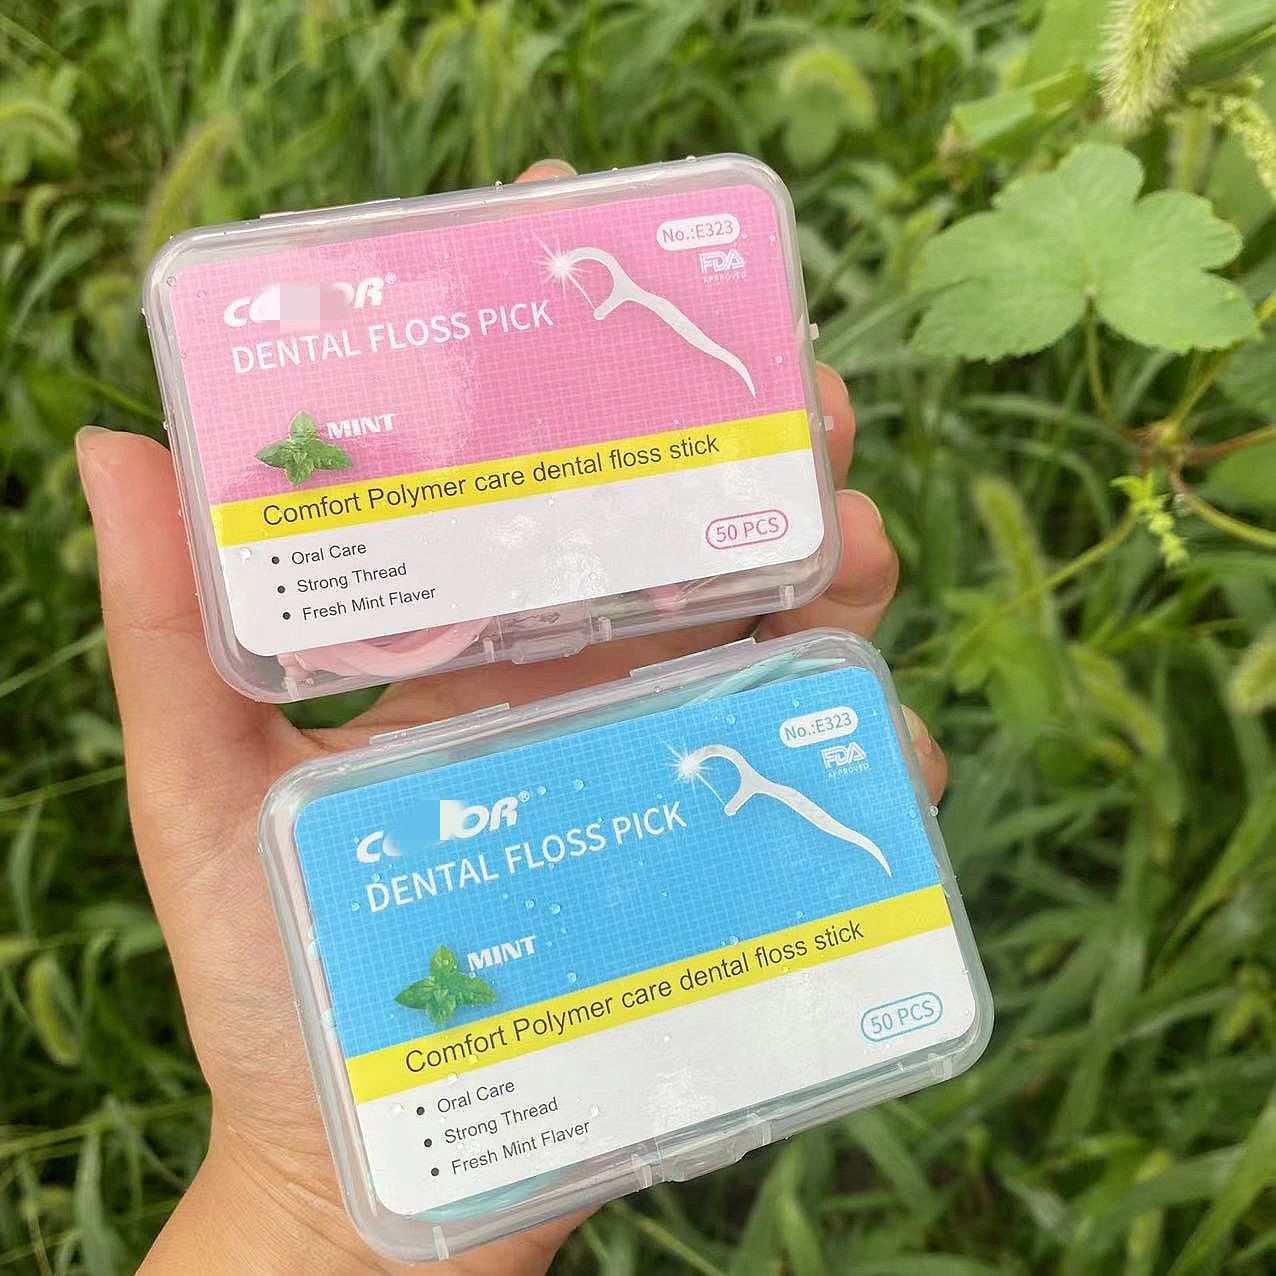 No.:E323
FDA
APPROVED
DENTAL FLOSS PICK
MINT
Comfort Polymer care dental floss stick
50 PCS
Oral Care
Strong Thread
Fresh Mint Flaver
No.:E323
FDA
APPROVED
DENTAL FLOSS PICK
MINT
Comfort Polymer care dental floss stick
50 PCS
Oral Care
Strong Thread
Fresh Mint Flaver